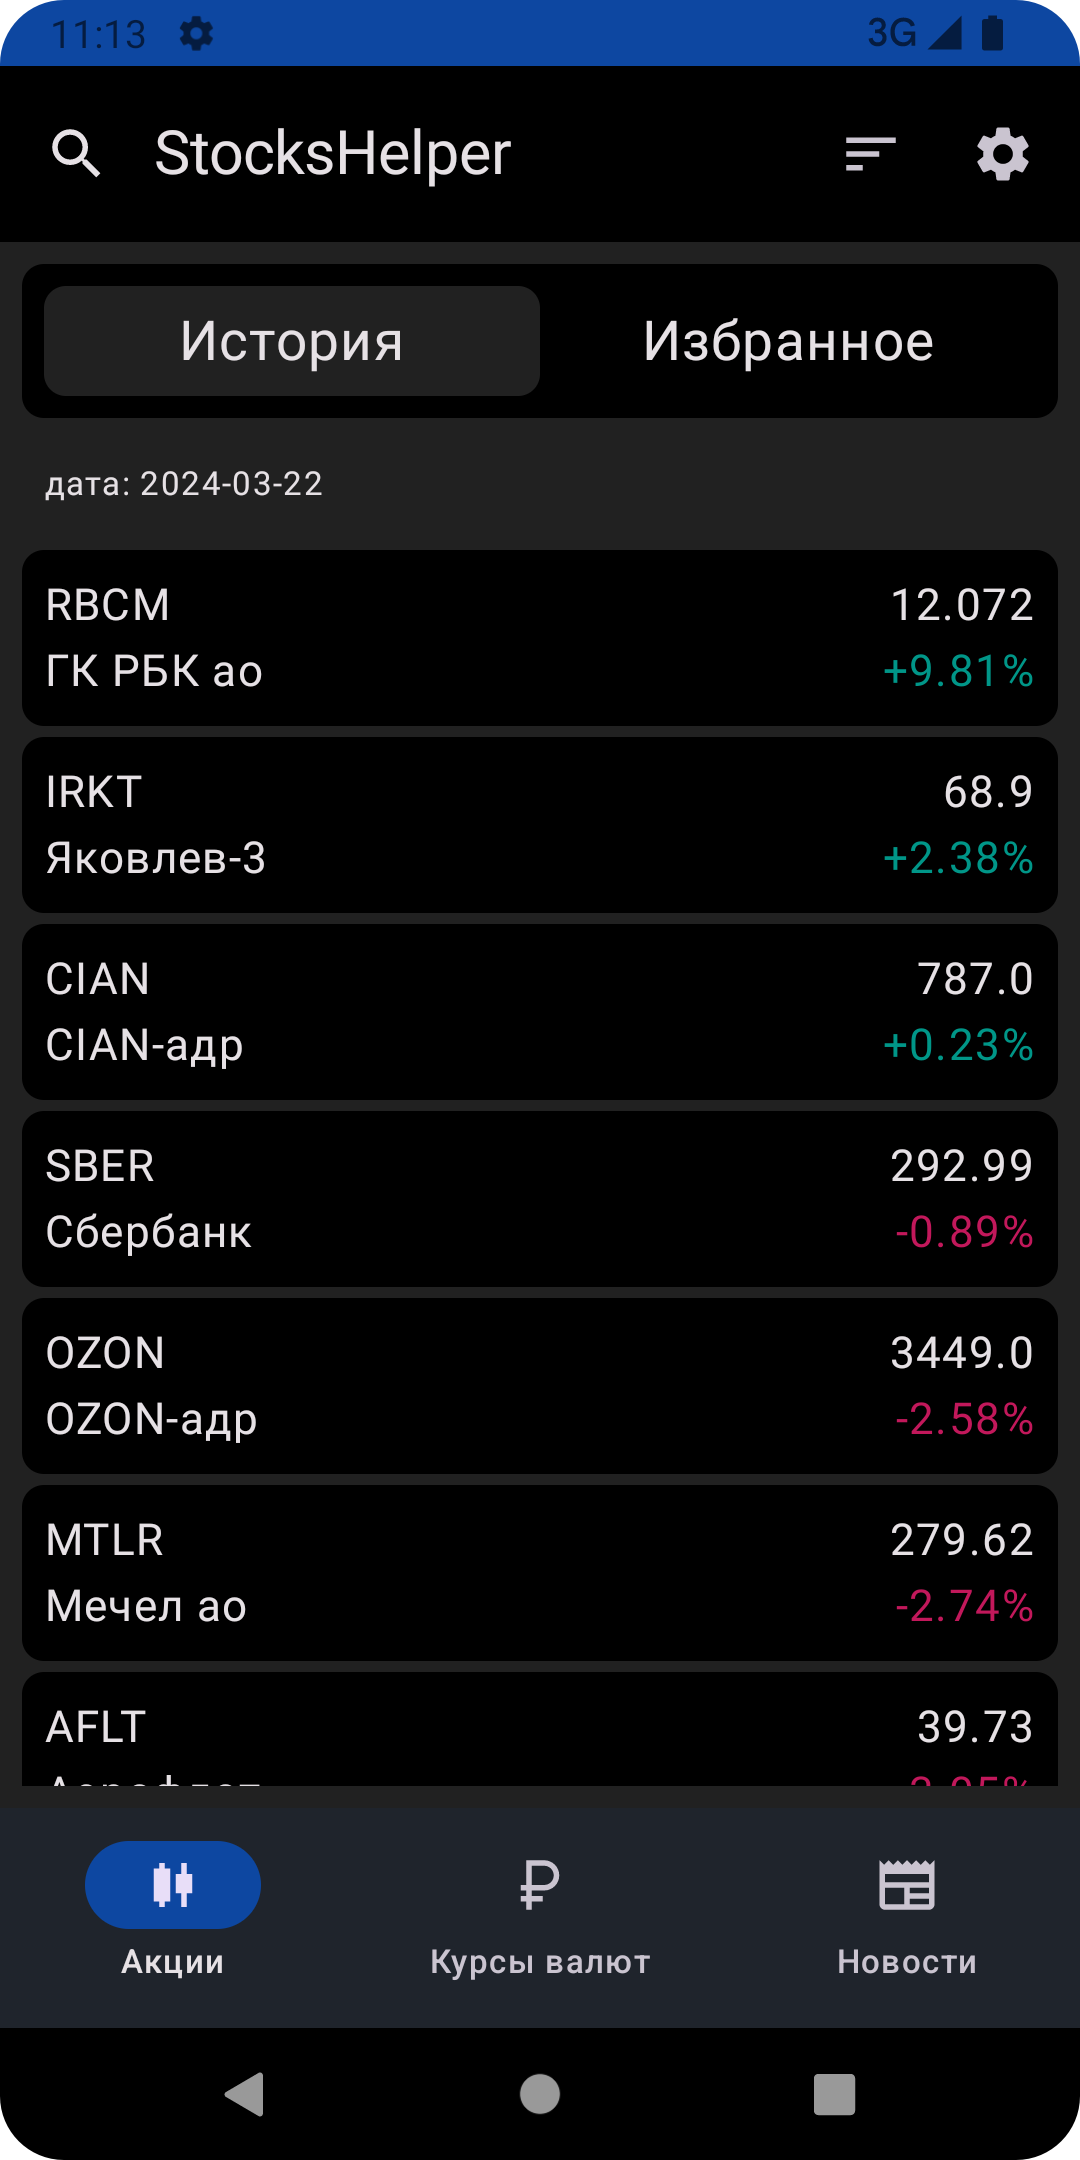 11:13 3G
StocksHelper
История Избранное
дата: 2024-03-22
RBCM 12.072
ГК РБК ао +9.81%
IRKT 68.9
Яковлев-3 +2.38%
CIAN 787.0
CIAN-адр +0.23%
SBER 292.99
Сбербанк -0.89%
OZON 3449.0
OZON-адр -2.58%
MTLR 279.62
Мечел ао -2.74%
AFLT 39.73
Акции Курсы валют Новости